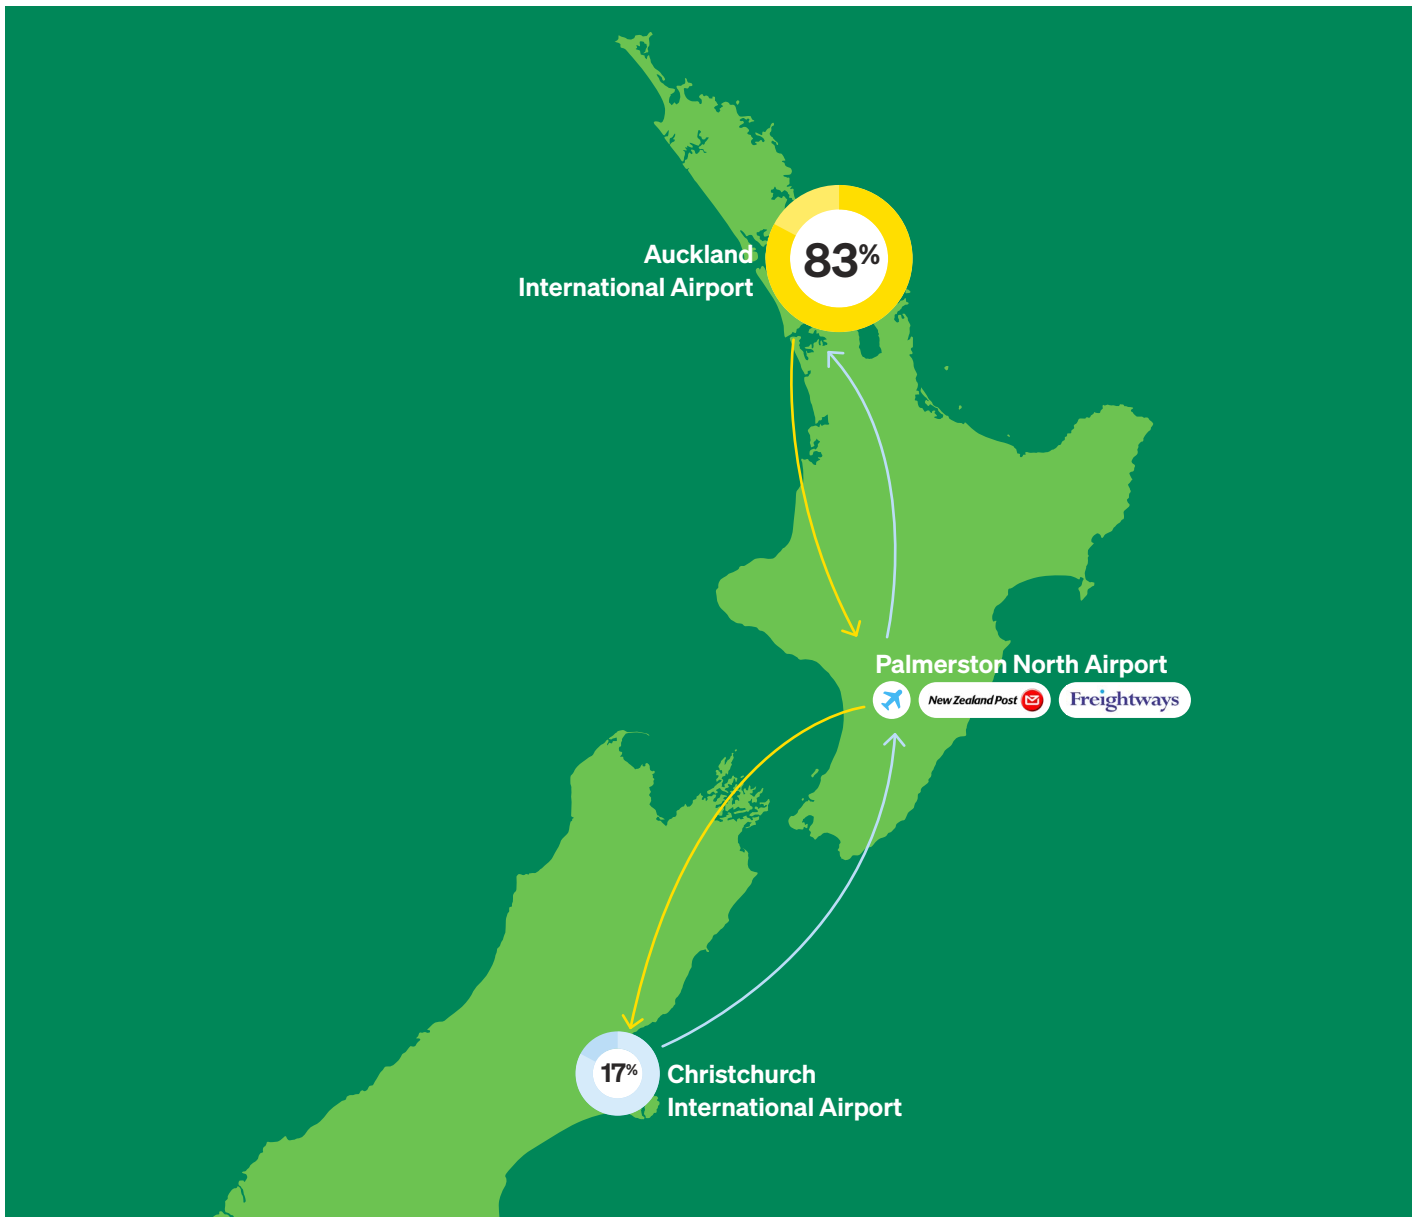 Auckland
International Airport
83%
Palmerston North Airport
New Zealand Post
Freightways
17%
Christchurch
International Airport